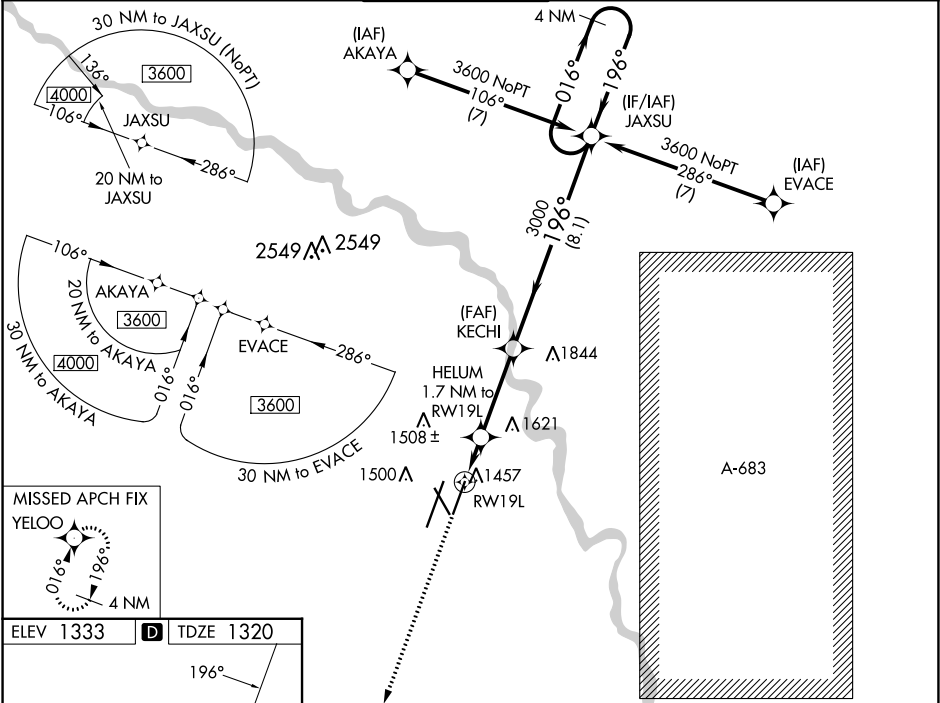 30 NM to JAXSU (NoPT)
136°
3600
4000
106°
JAXSU
286°
20 NM to
JAXSU
4 NM
(IAF)
AKAYA
3600 NoPT
106°
(7)
016°
196°
(IF/IAF)
JAXSU
3600 NoPT
286°
(7)
(IAF)
EVACE
3000
196°
(8.1)
2549
2549
106°
AKAYA
3600
20 NM to AKAYA
4000
30 NM to AKAYA
016°
016°
EVACE
286°
3600
30 NM to EVACE
(FAF)
KECHI
1844
HELUM
1.7 NM to
RW19L
1508 ±
1621
1500
1457
RW19L
A-683
MISSED APCH FIX
YELOO
016°
196°
4 NM
ELEV 1333 D TDZE 1320
196°